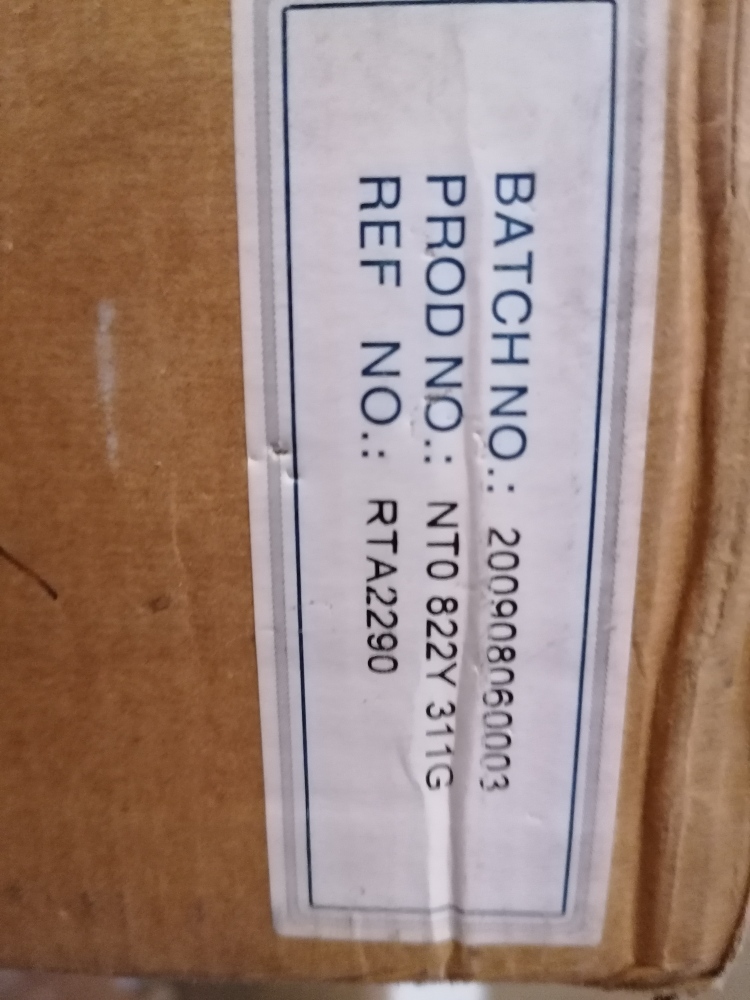 BATCH NO.: 200908060003
PROD NO.: NT0 822Y 311G
REF NO.: RTA2290